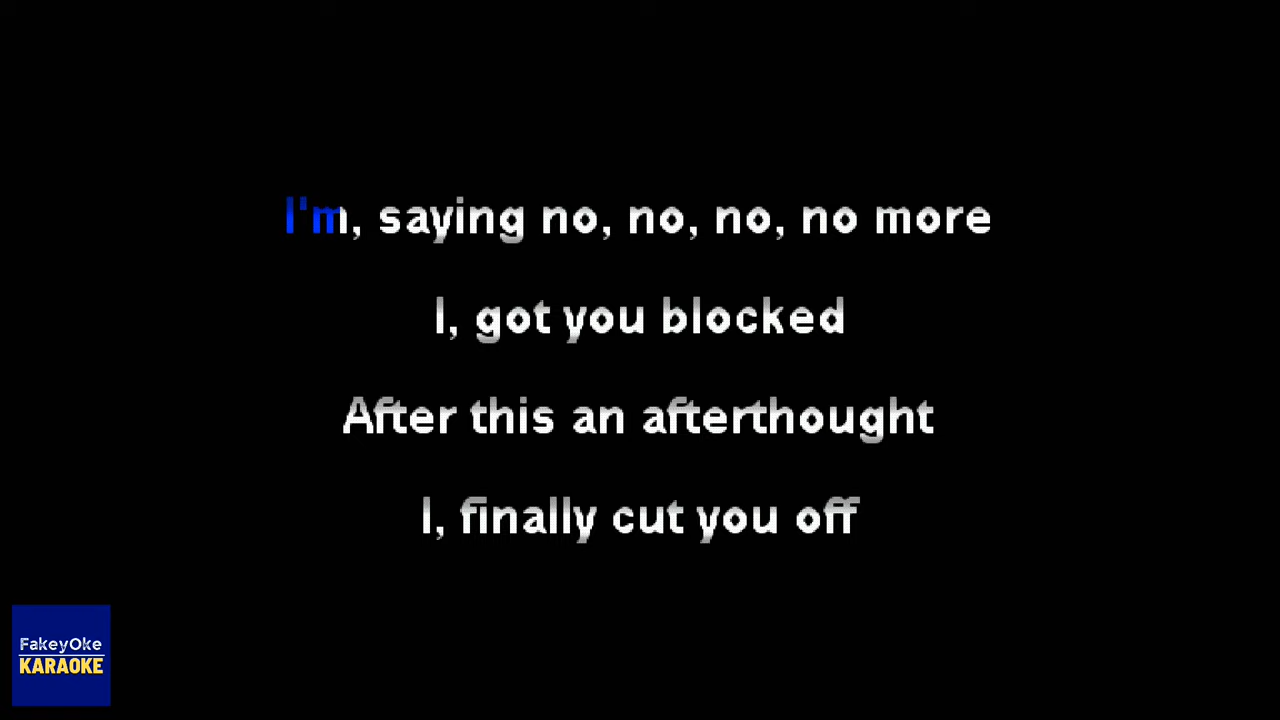 I'm, saying no, no, no, no more
I, got you blocked
After this an afterthought
I, finally cut you off
FakeyOke
KARAOKE